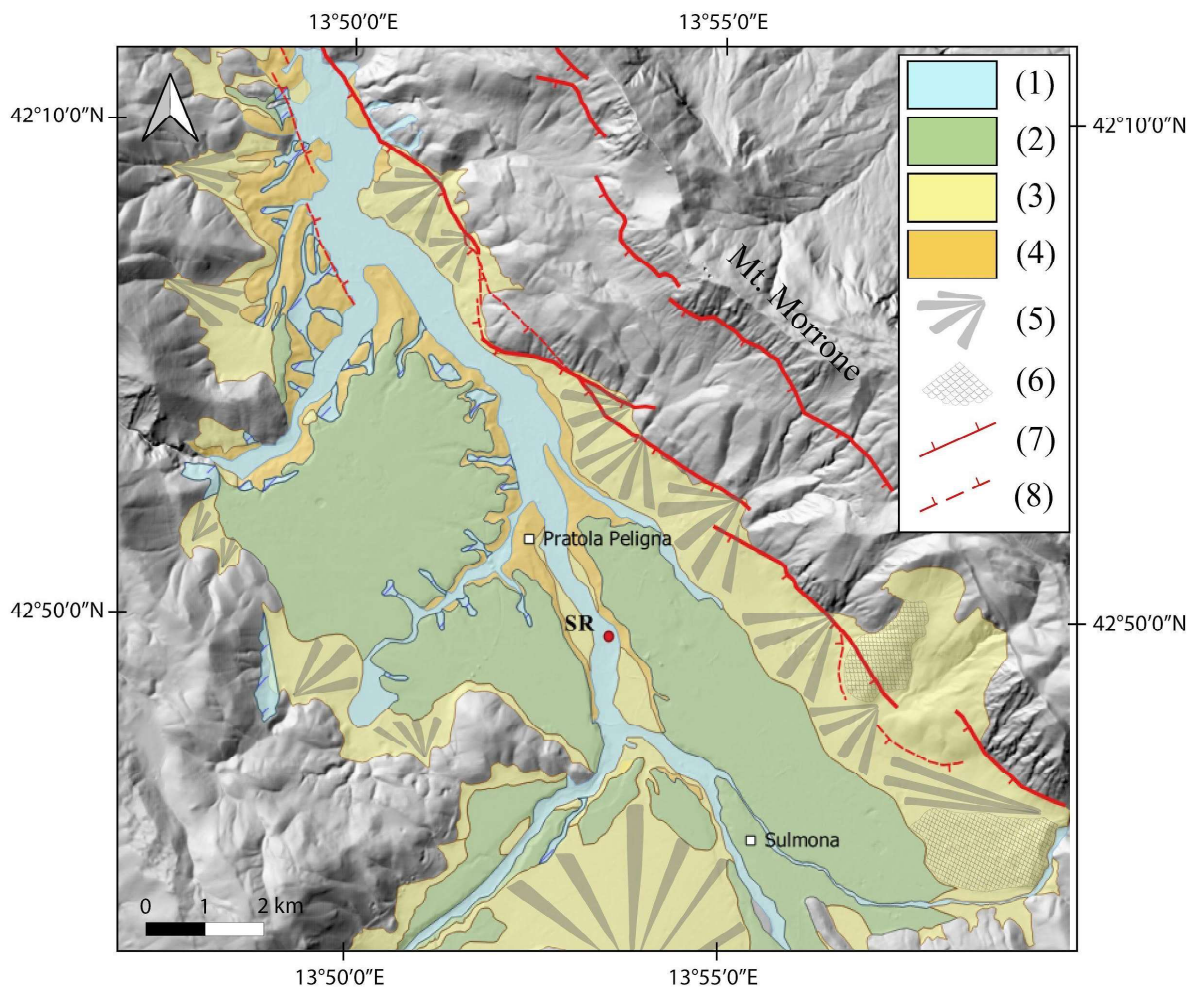 13°50′0″E
13°55′0″E
42°10′0″N
42°10′0″N
(1)
(2)
(3)
(4)
(5)
(6)
(7)
(8)
Mt. Morrone
Pratola Peligna
42°50′0″N
42°50′0″N
SR
Sulmona
0 1 2 km
13°50′0″E
13°55′0″E